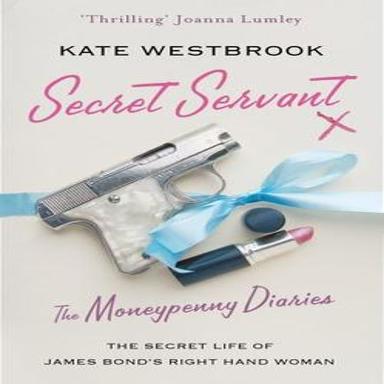 'Thrilling' Joanna Lumley
KATE WESTBROOK
Secret Servant
x
The Moneypenny Diaries
THE SECRET LIFE OF
JAMES BOND'S RIGHT HAND WOMAN